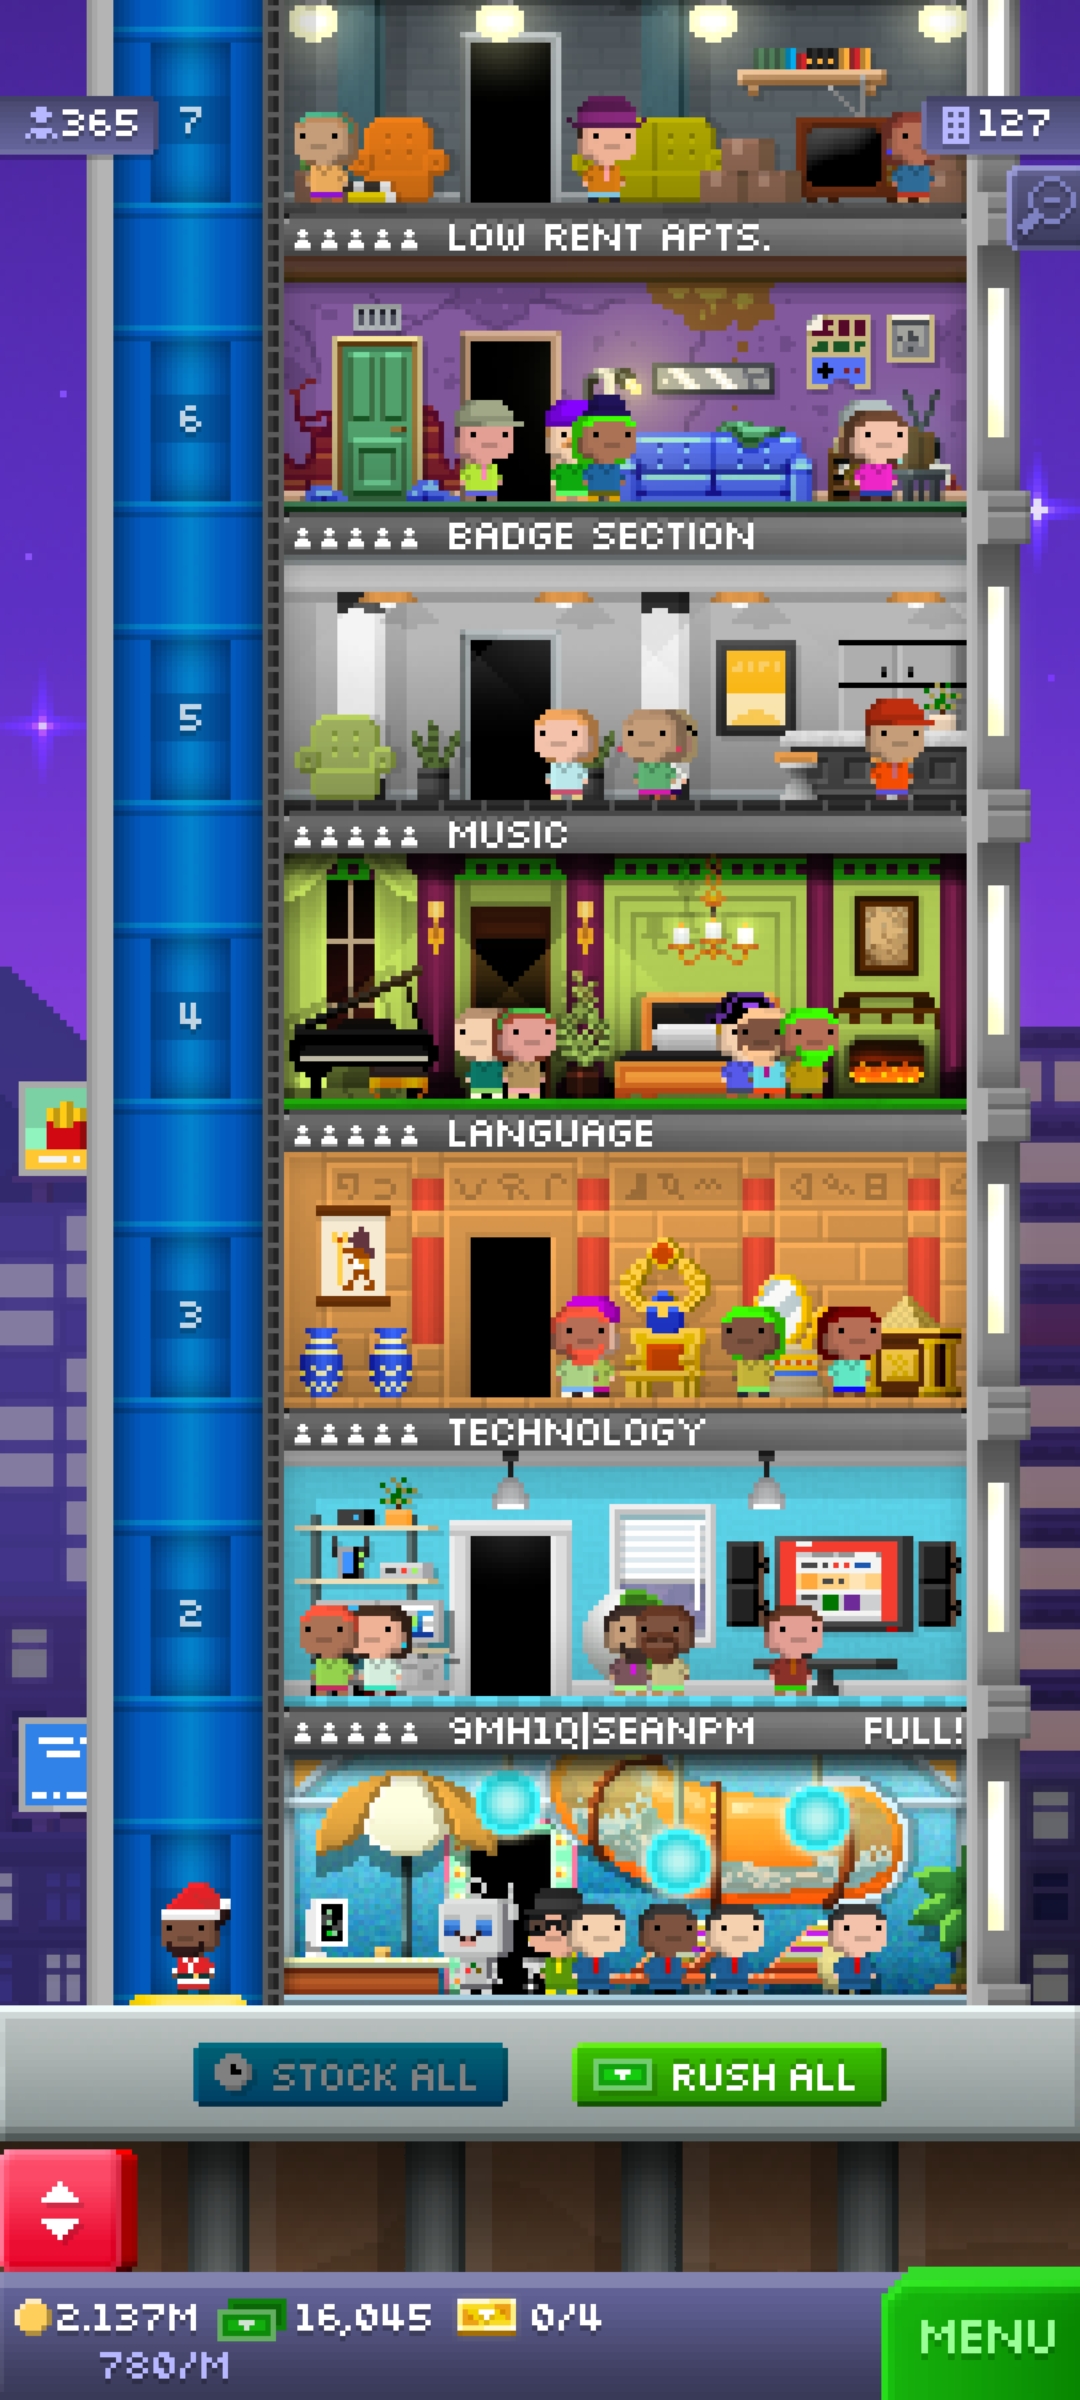 365
7
127
LOW RENT APTS.
6
BADGE SECTION
5
MUSIC
4
LANGUAGE
3
TECHNOLOGY
2
9MH1Q|SEANPM FULL!
STOCK ALL
RUSH ALL
2.137M 16,045 0/4
780/M
MENU